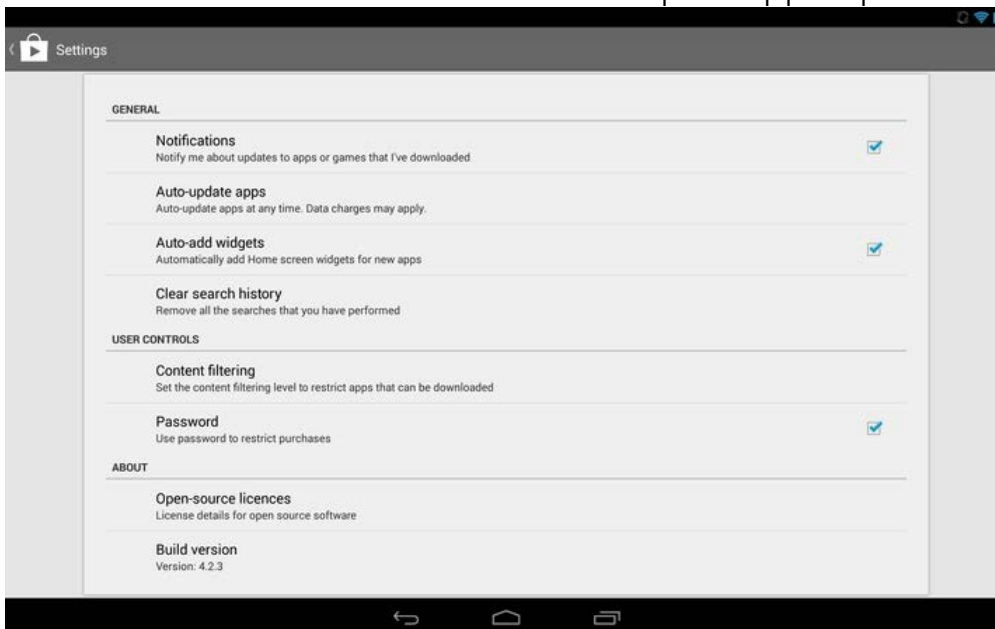 Settings
GENERAL
Notifications
Notify me about updates to apps or games that I've downloaded
Auto-update apps
Auto-update apps at any time. Data charges may apply.
Auto-add widgets
Automatically add Home screen widgets for new apps
Clear search history
Remove all the searches that you have performed
USER CONTROLS
Content filtering
Set the content filtering level to restrict apps that can be downloaded
Password
Use password to restrict purchases
ABOUT
Open-source licences
License details for open source software
Build version
Version: 4.2.3